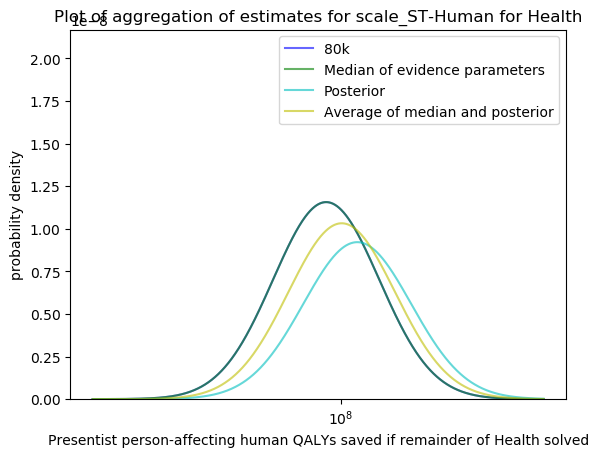 Plot of aggregation of estimates for scale_ST-Human for Health
1e−8
80k
Median of evidence parameters
Posterior
Average of median and posterior
2.00
1.75
1.50
1.25
1.00
0.75
0.50
0.25
0.00
probability density
10⁸
Presentist person-affecting human QALYs saved if remainder of Health solved